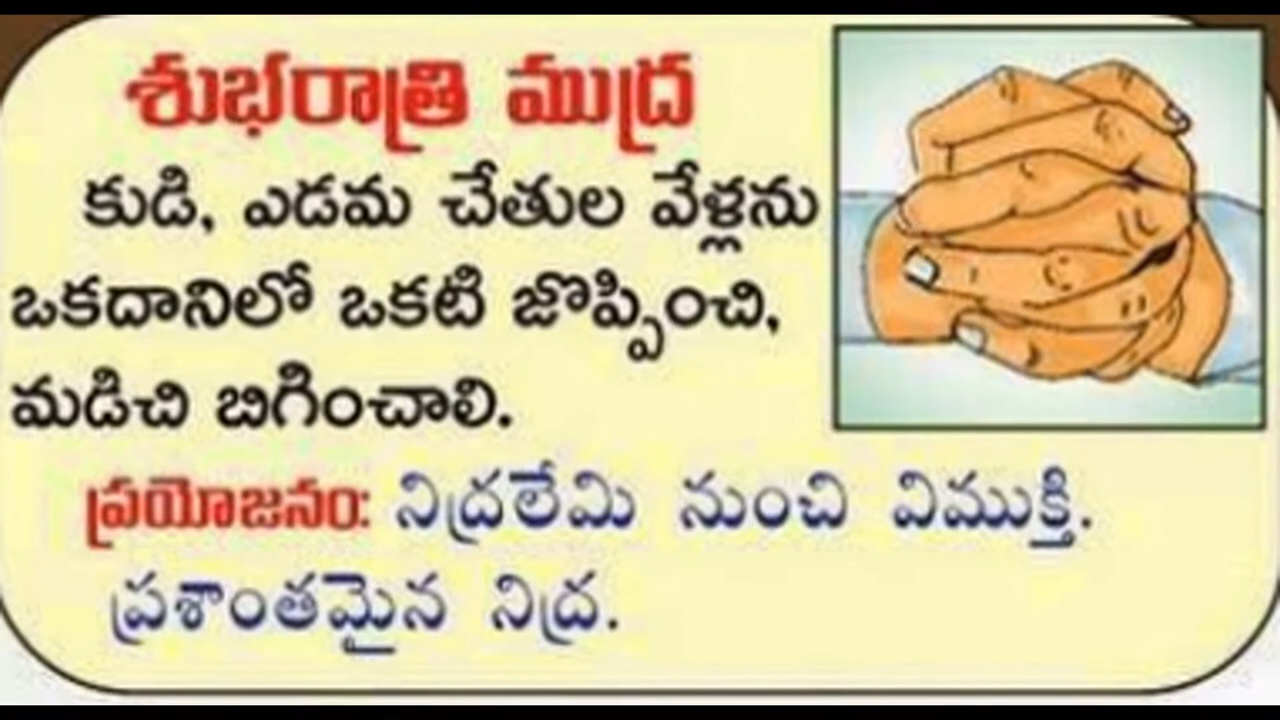 శుభరాత్రి ముద్ర
కుడి, ఎడమ చేతుల వేళ్లను
ఒకదానిలో ఒకటి జొప్పించి,
మడిచి బిగించాలి.
ప్రయోజనం: నిద్రలేమి నుంచి విముక్తి.
ప్రశాంతమైన నిద్ర.